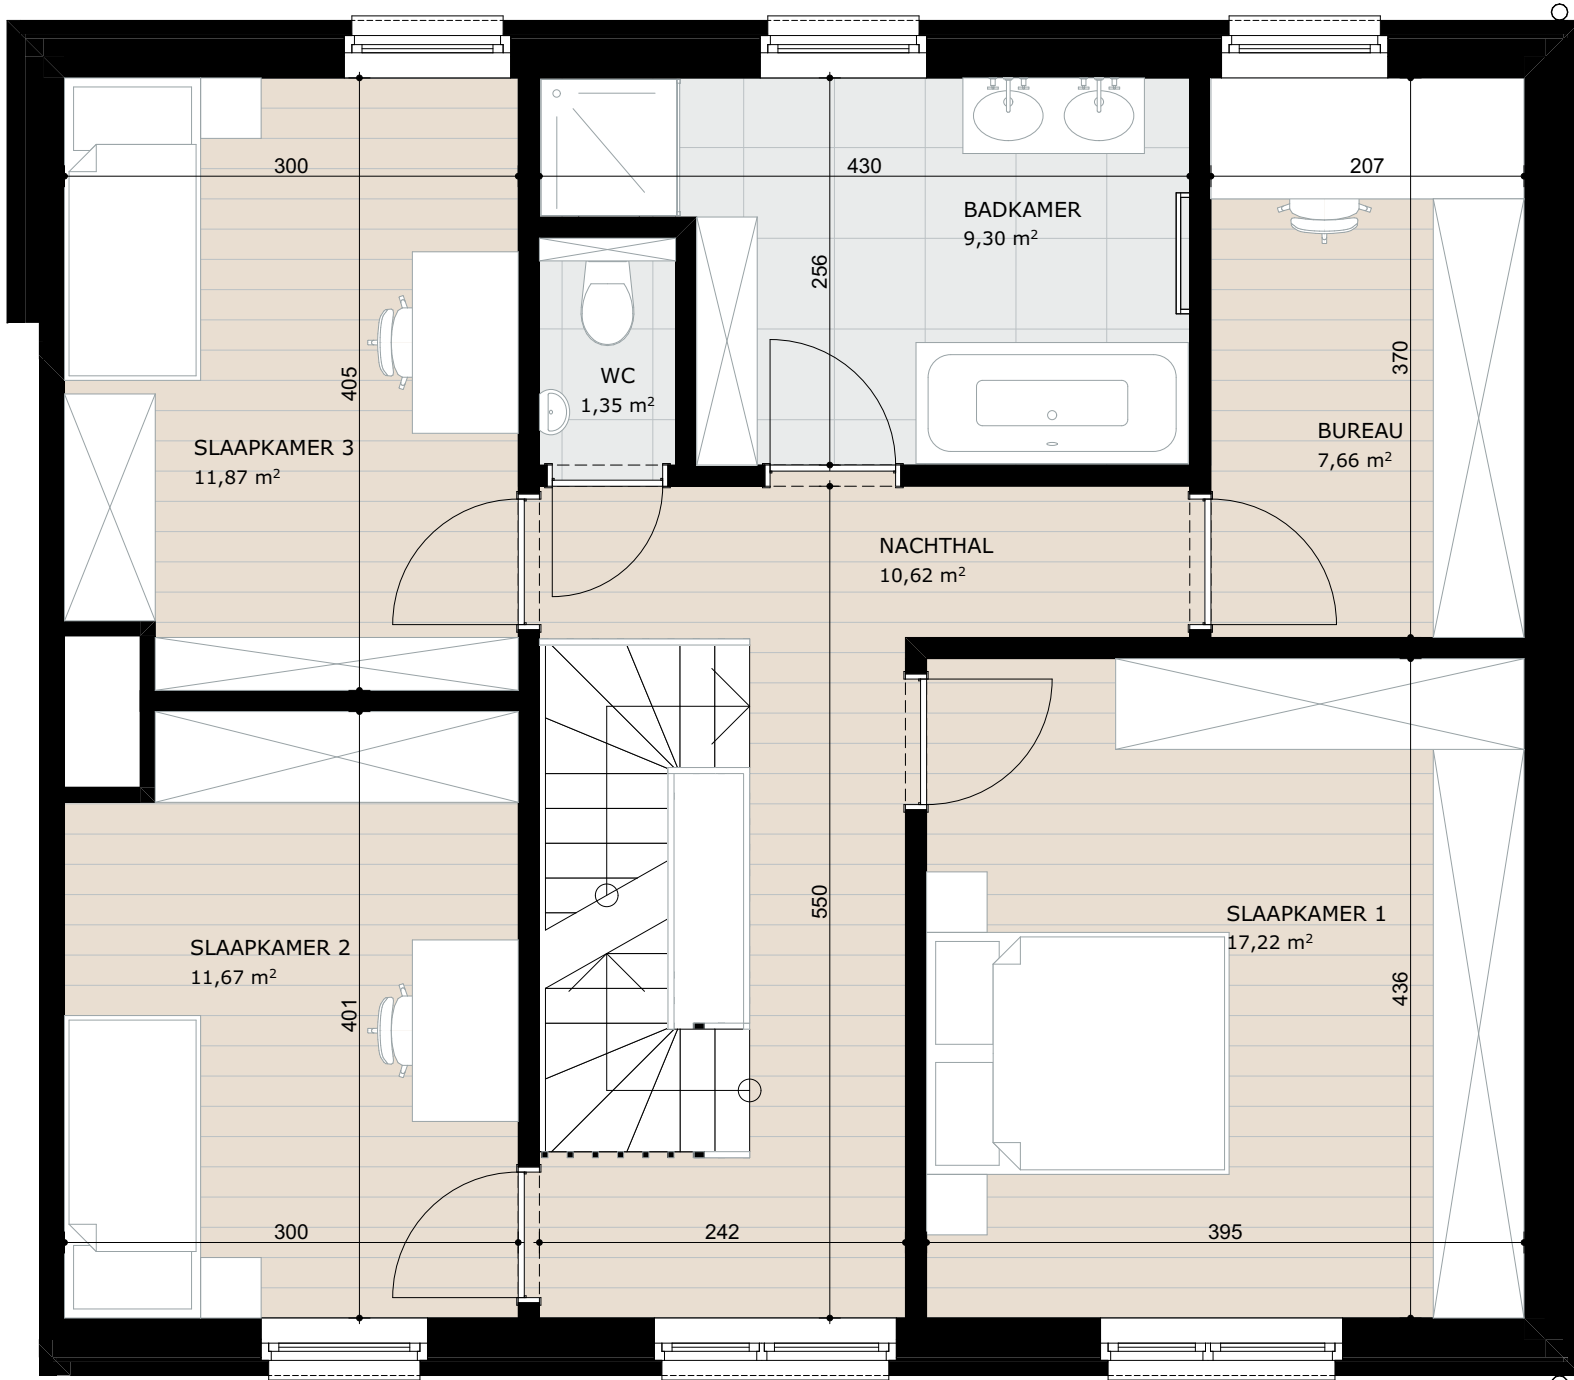 300
430
207
BADKAMER
9,30 m²
256
370
405
WC
1,35 m²
BUREAU
7,66 m²
SLAAPKAMER 3
11,87 m²
NACHTHAL
10,62 m²
550
SLAAPKAMER 1
17,22 m²
SLAAPKAMER 2
11,67 m²
401
436
300
242
395